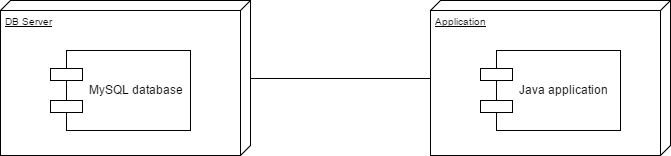 DB Server
MySQL database
Application
Java application